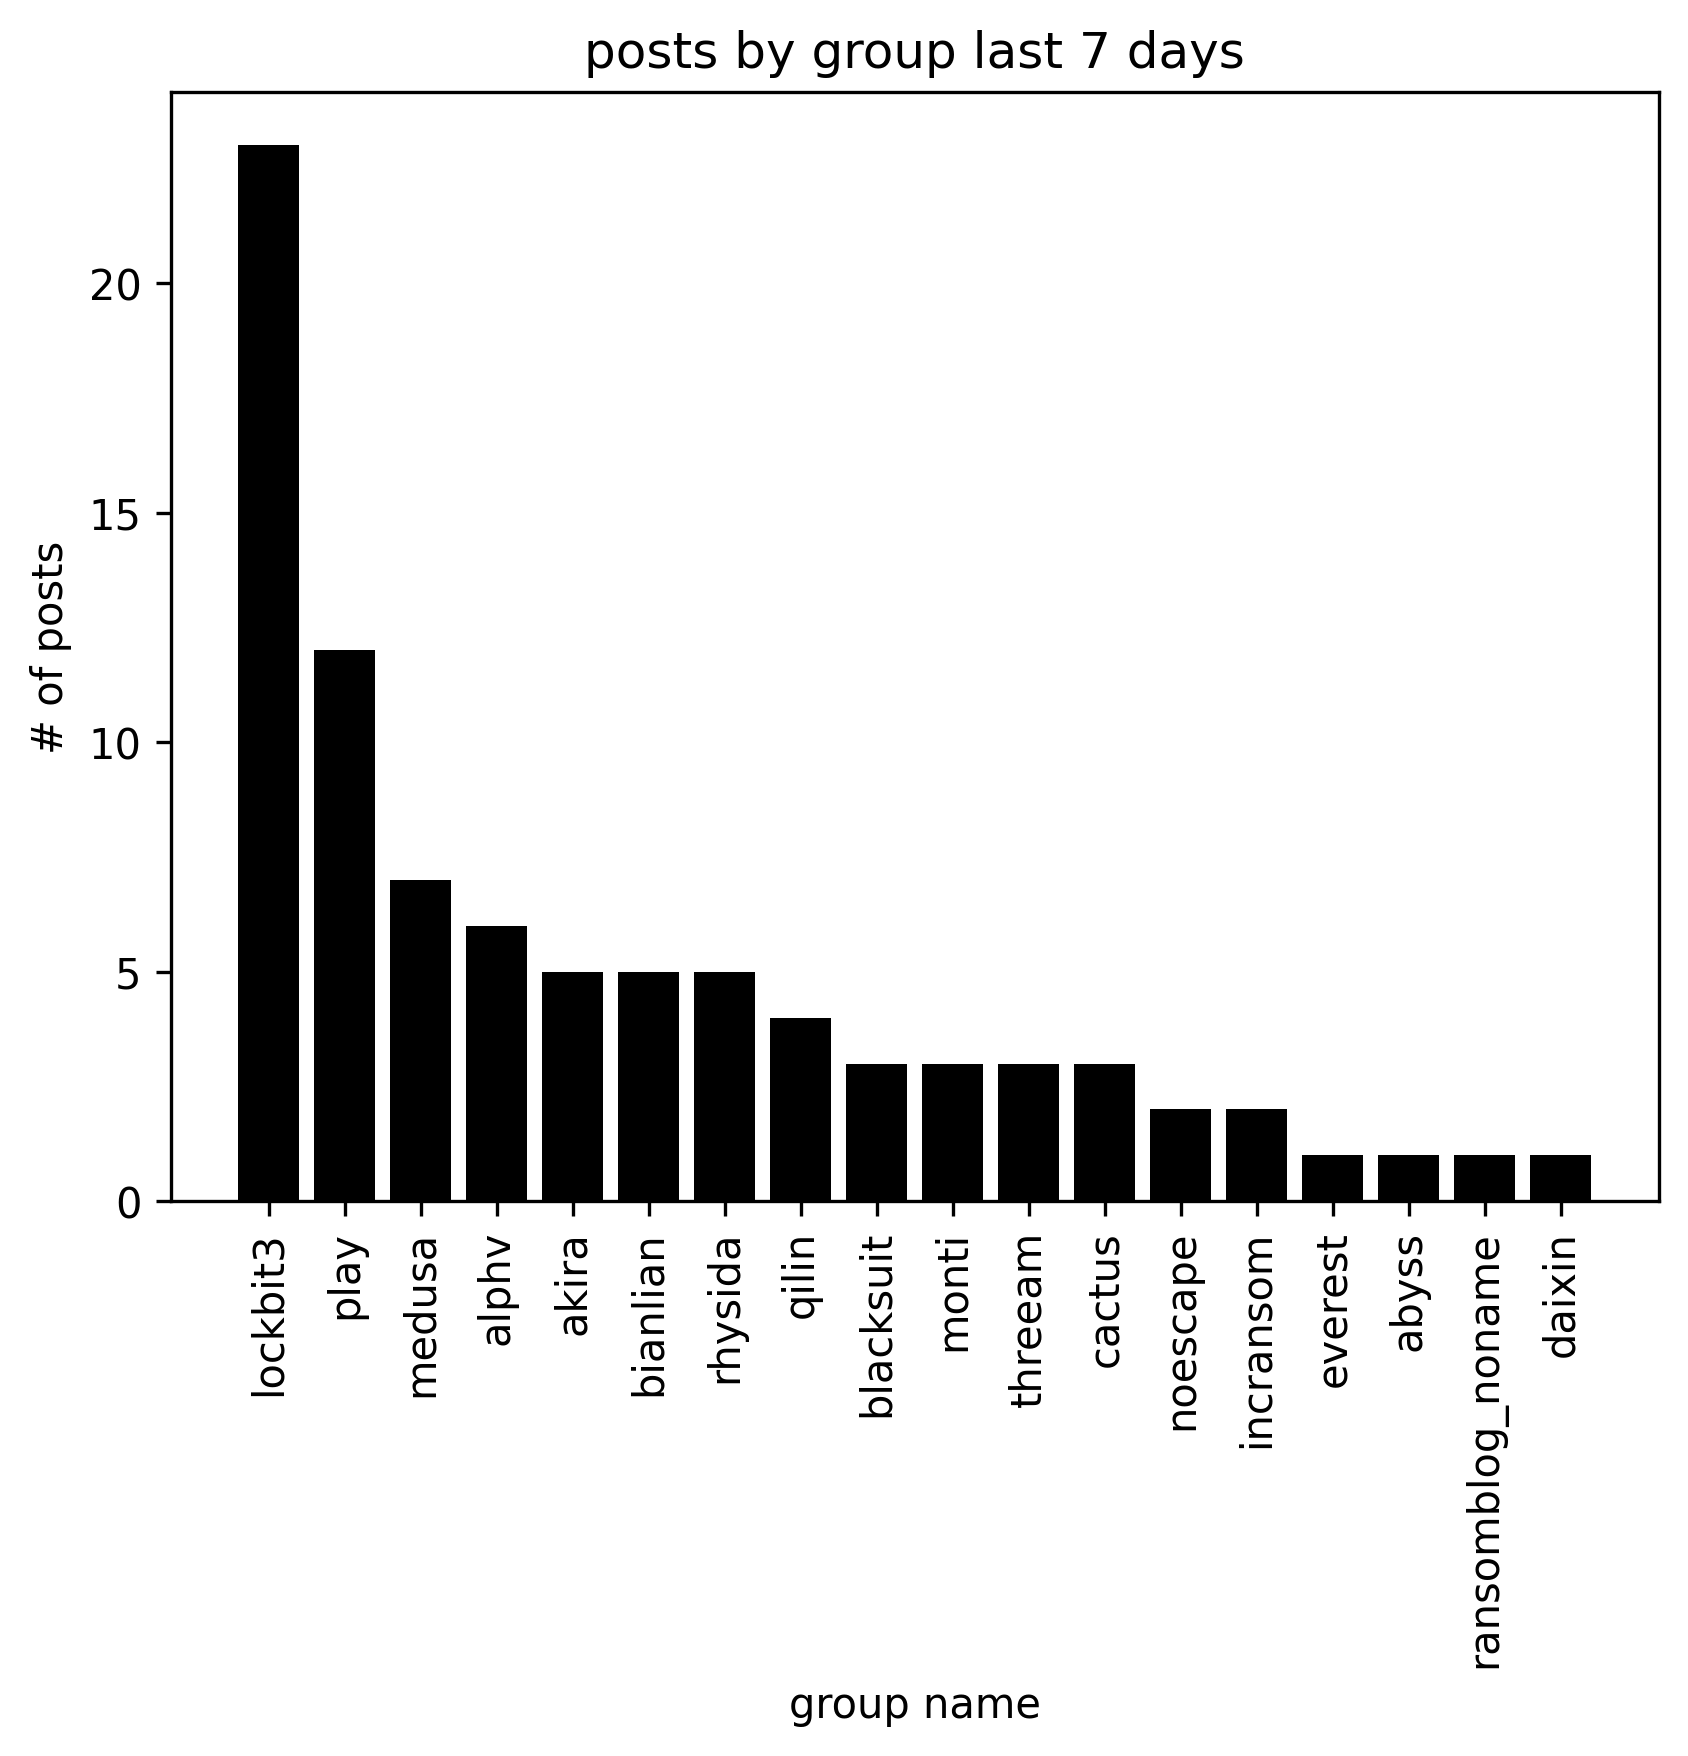 posts by group last 7 days
# of posts
20
15
10
5
0
lockbit3
play
medusa
alphv
akira
bianlian
rhysida
qilin
blacksuit
monti
threeam
cactus
noescape
incransom
everest
abyss
ransomblog_noname
daixin
group name